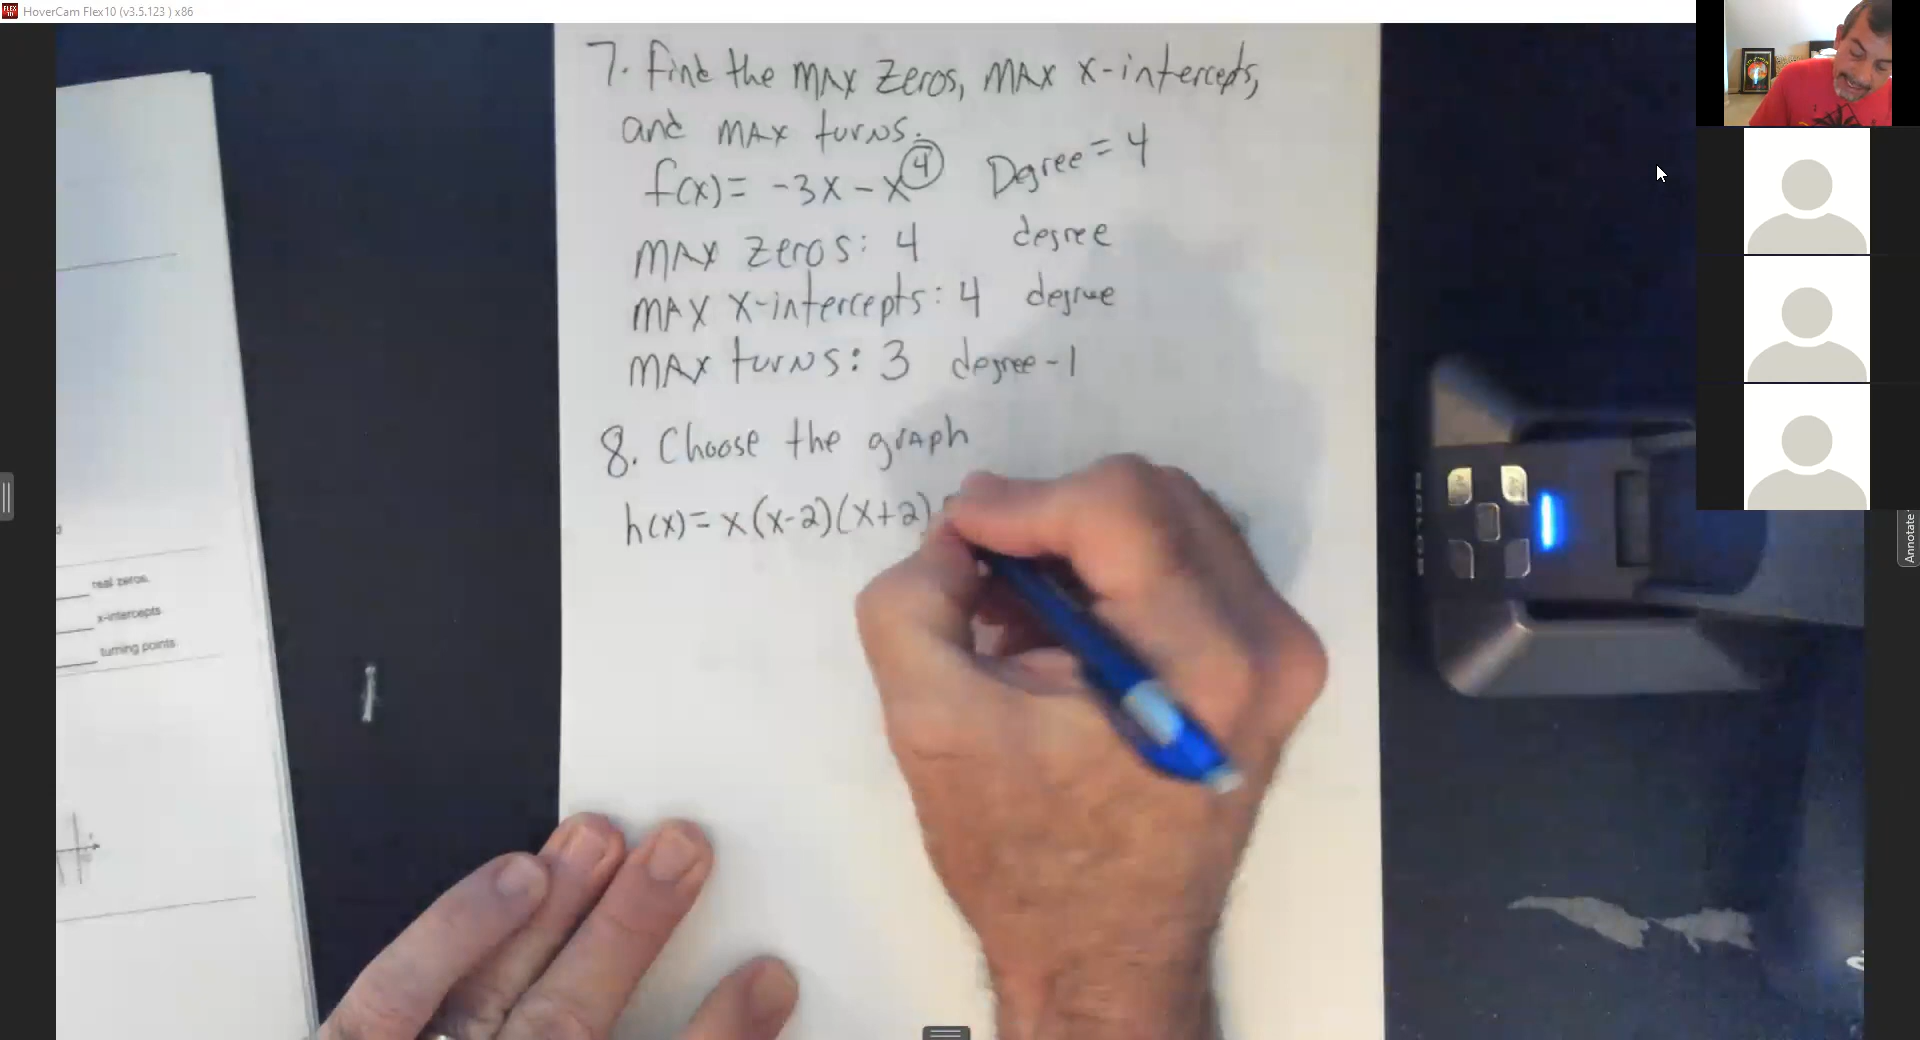 HoverCam Flex10 (v3.5.123 ) x86
7. Find the MAX Zeros, MAX x-intercepts,
and MAX turns.
f(x)= -3x - x^4 Degree = 4
MAX Zeros: 4 degree
MAX x-intercepts: 4 degree
MAX turns: 3 degree - 1
8. Choose the graph
h(x) = x(x-2)(x+2)
real zeros.
x-intercepts
turning points
Annotate